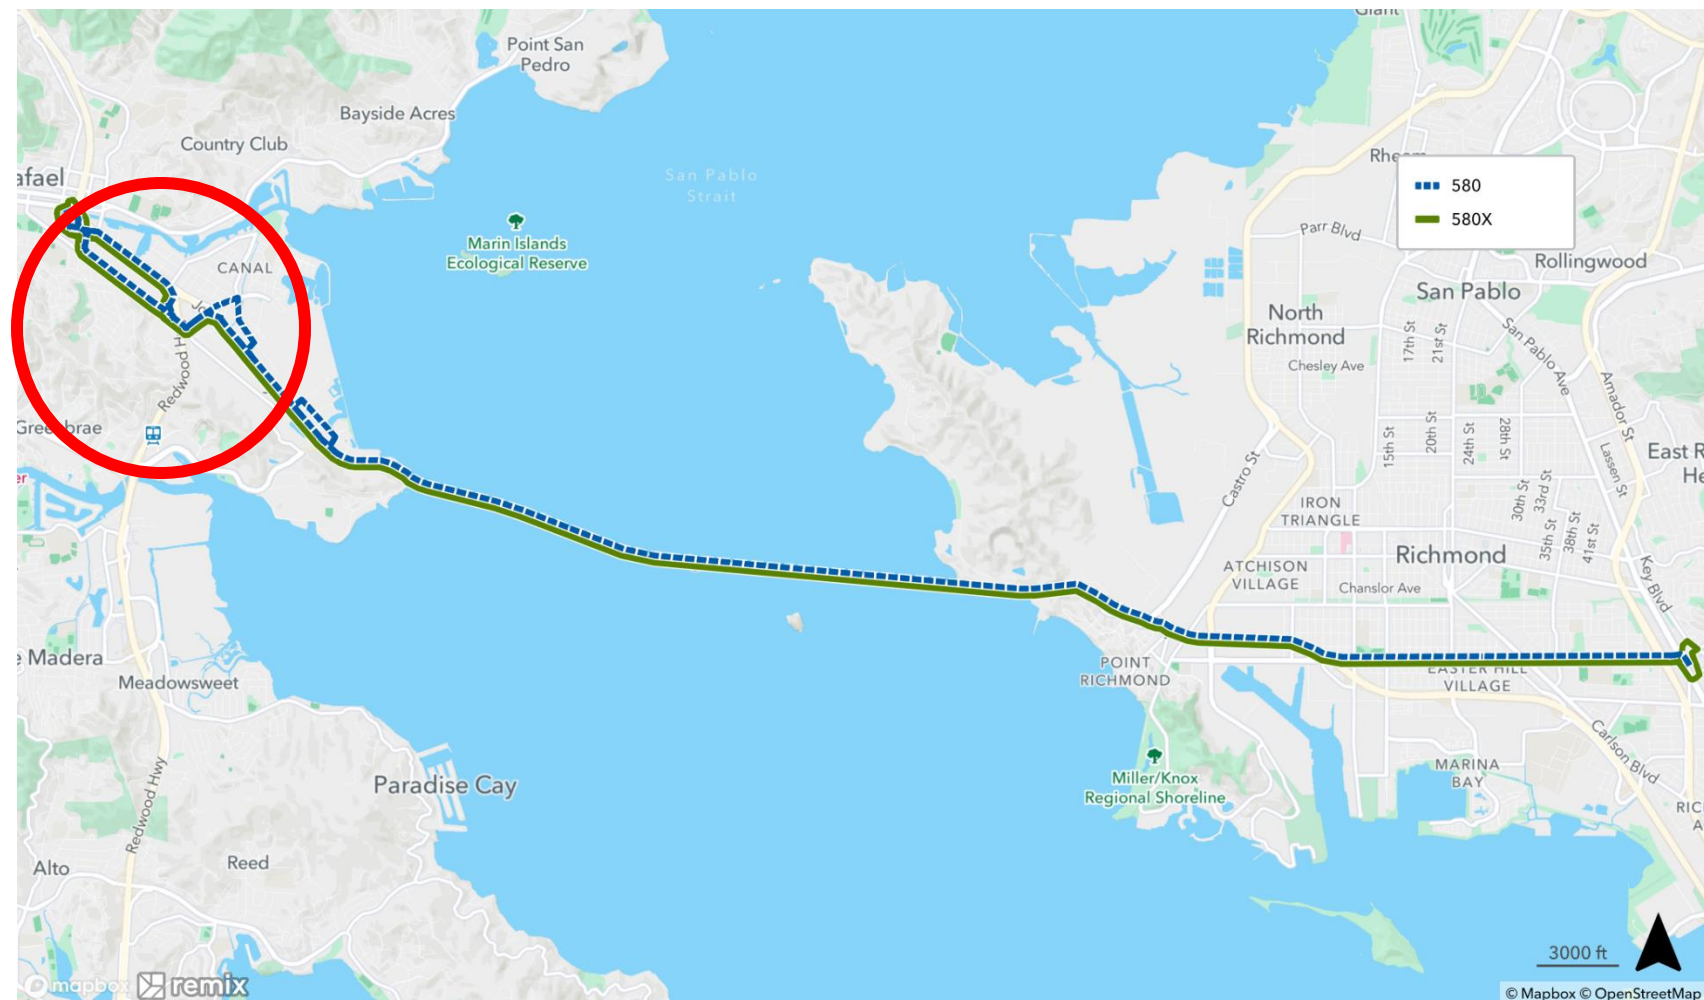 Giant
Point San
Pedro
Bayside Acres
Country Club
afael
San Pablo
Strait
Marin Islands
Ecological Reserve
CANAL
Redwood H
Greenbrae
er
e Madera
Meadowsweet
Redwood Hwy
Paradise Cay
Alto
Reed
580
580X
Parr Blvd
Rollingwood
San Pablo
North
Richmond
Chesley Ave
17th St
21st St
San Pablo Ave
Amador St
15th St
20th St
24th St
28th St
Lassen St
East R
He
Castro St
30th St
33rd St
IRON
TRIANGLE
35th St
38th St
41st St
Richmond
ATCHISON
VILLAGE
Chanslor Ave
Key Blvd
POINT
RICHMOND
EASTER HILL
VILLAGE
Carlson Blvd
MARINA
BAY
Miller/Knox
Regional Shoreline
RIC
A
3000 ft
mapbox
remix
© Mapbox © OpenStreetMap